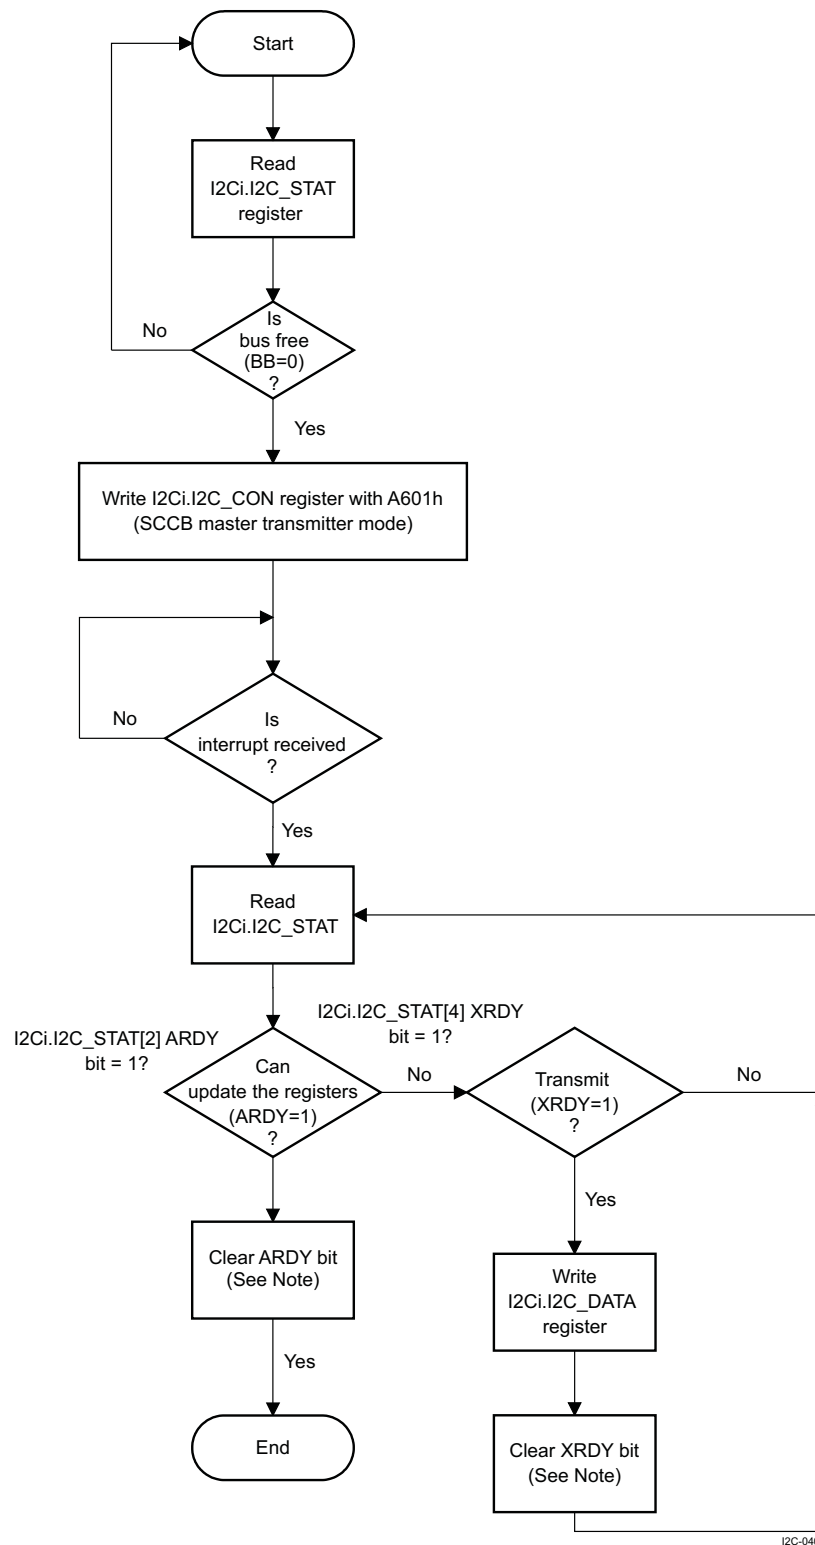 Start
Read
I2Ci.I2C_STAT
register
No
Is
bus free
(BB=0)
?
Yes
Write I2Ci.I2C_CON register with A601h
(SCCB master transmitter mode)
No
Is
interrupt received
?
Yes
Read
I2Ci.I2C_STAT
I2Ci.I2C_STAT[2] ARDY
bit = 1?
I2Ci.I2C_STAT[4] XRDY
bit = 1?
Can
update the registers
(ARDY=1)
?
No
Transmit
(XRDY=1)
?
No
Yes
Clear ARDY bit
(See Note)
Write
I2Ci.I2C_DATA
register
Yes
End
Clear XRDY bit
(See Note)